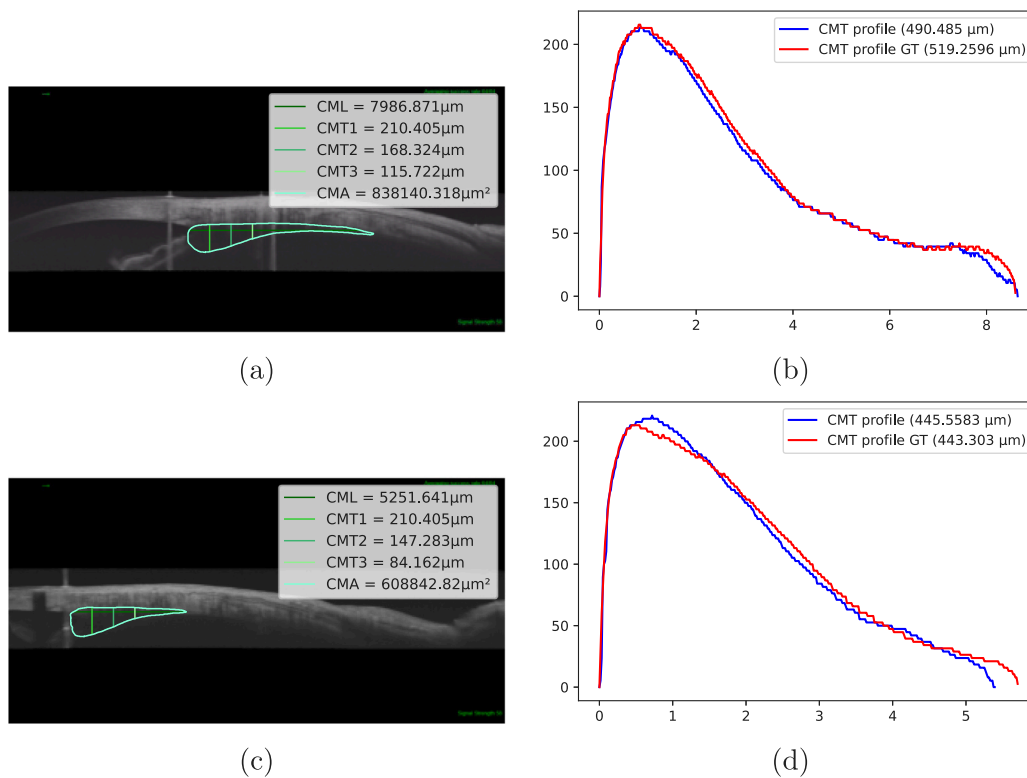 CML = 7986.871μm
CMT1 = 210.405μm
CMT2 = 168.324μm
CMT3 = 115.722μm
CMA = 838140.318μm²
(a)
CMT profile (490.485 μm)
CMT profile GT (519.2596 μm)
200
150
100
50
0
0 2 4 6 8
(b)
CML = 5251.641μm
CMT1 = 210.405μm
CMT2 = 147.283μm
CMT3 = 84.162μm
CMA = 608842.82μm²
(c)
CMT profile (445.5583 μm)
CMT profile GT (443.303 μm)
200
150
100
50
0
0 1 2 3 4 5
(d)